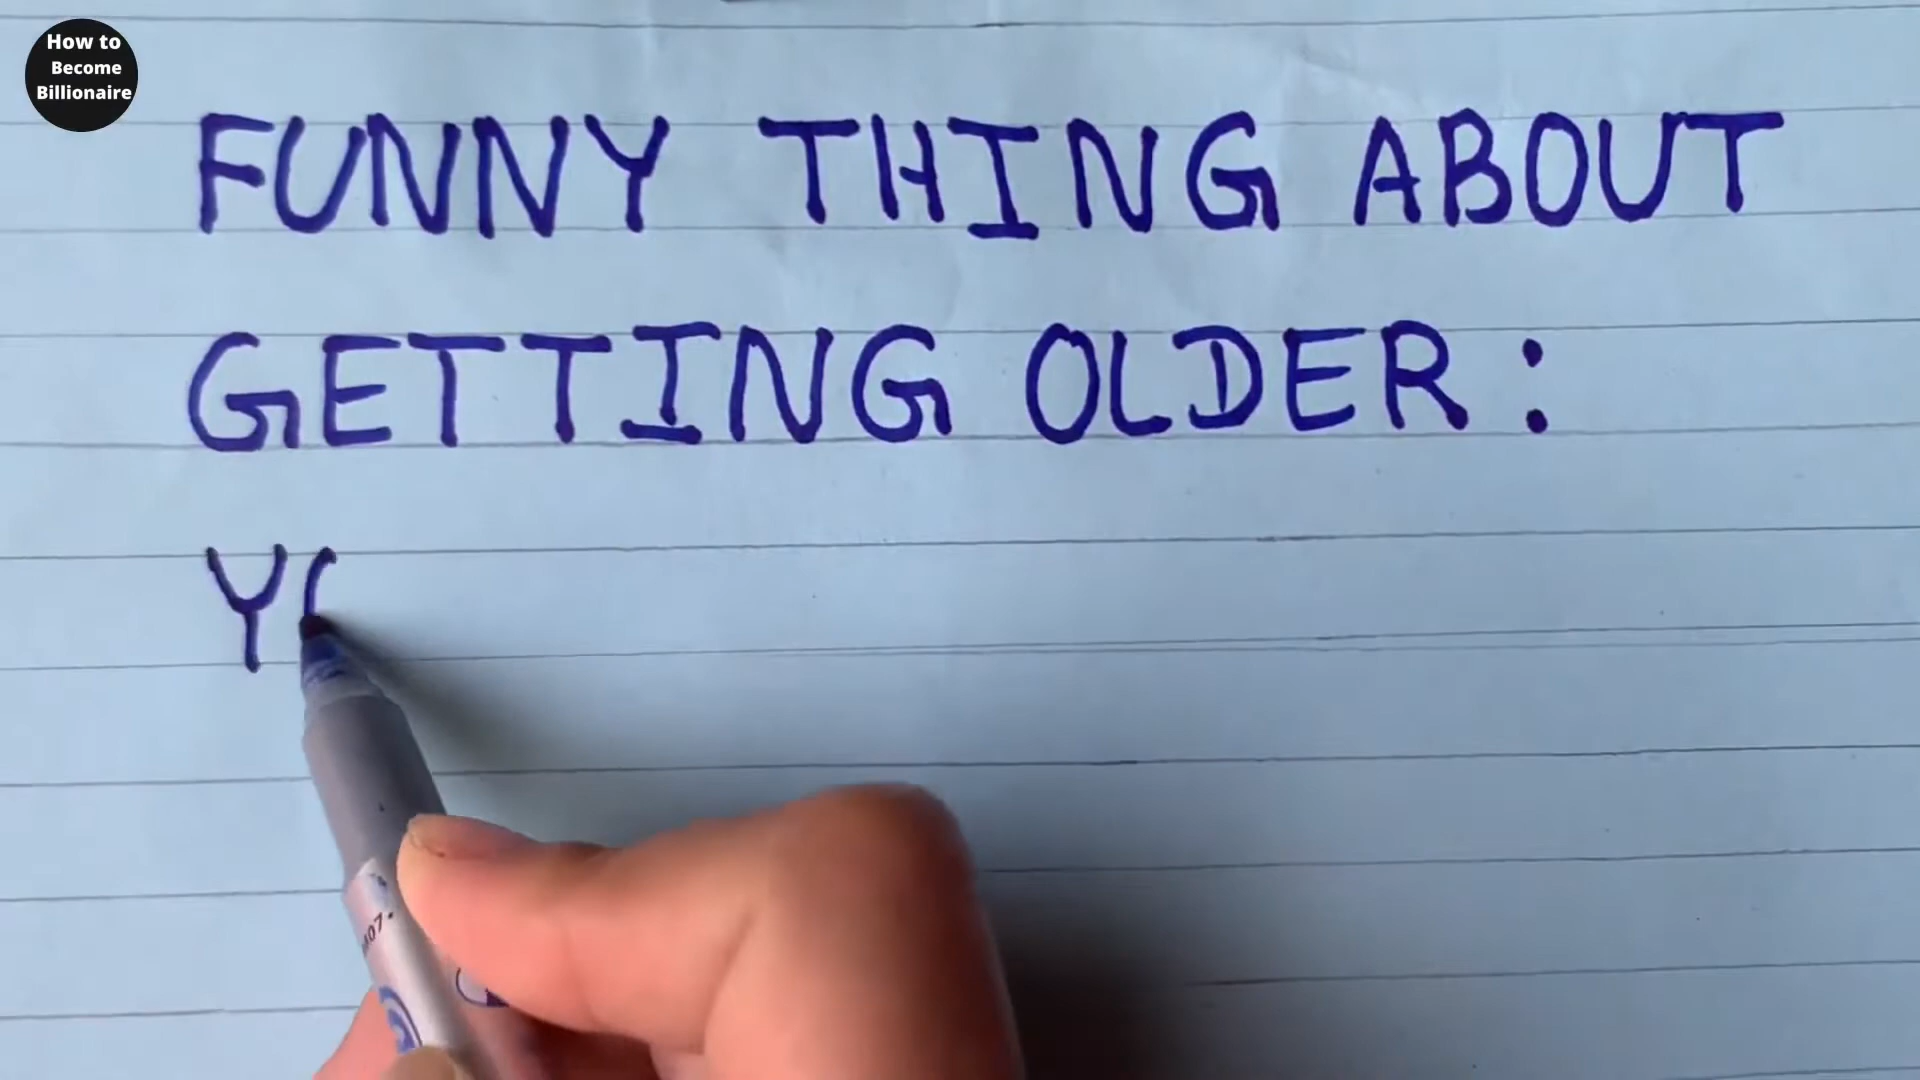 How to
Become
Billionaire
FUNNY THING ABOUT
GETTING OLDER:
Y